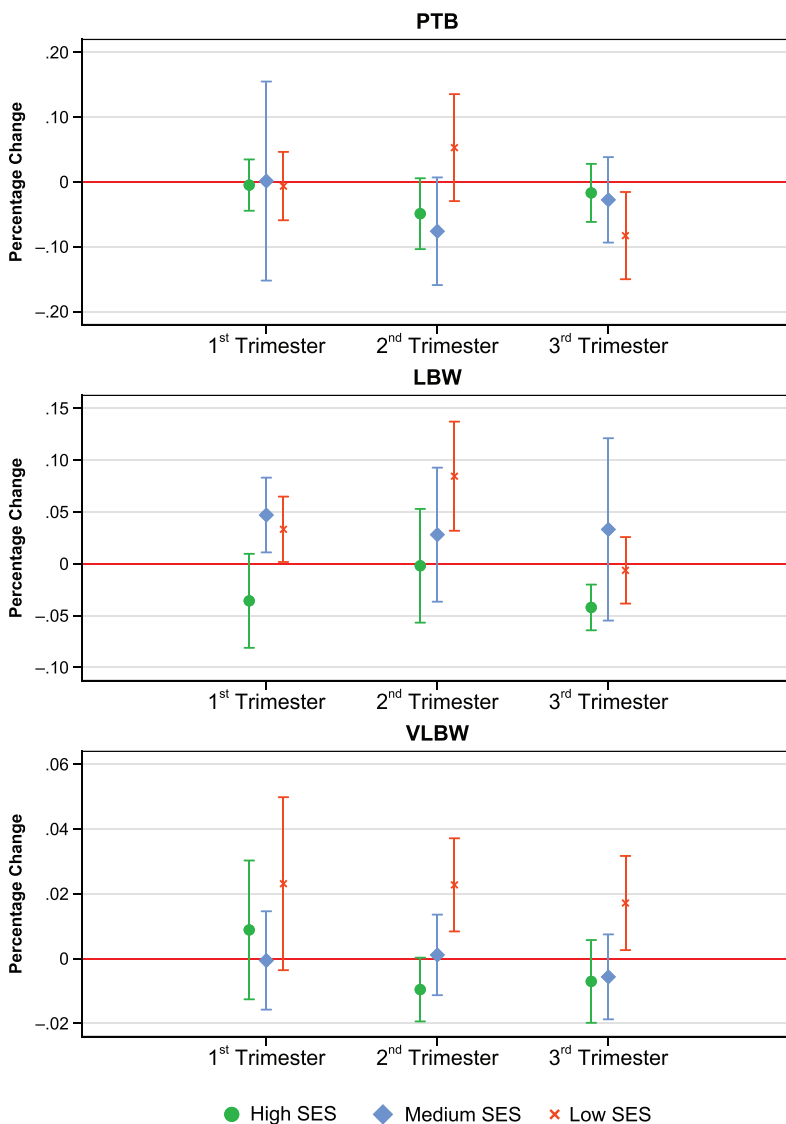 PTB
Percentage Change
.20
.10
0
–.10
–.20
1st Trimester 2nd Trimester 3rd Trimester
LBW
Percentage Change
.15
.10
.05
0
–.05
–.10
1st Trimester 2nd Trimester 3rd Trimester
VLBW
Percentage Change
.06
.04
.02
0
–.02
1st Trimester 2nd Trimester 3rd Trimester
High SES Medium SES Low SES